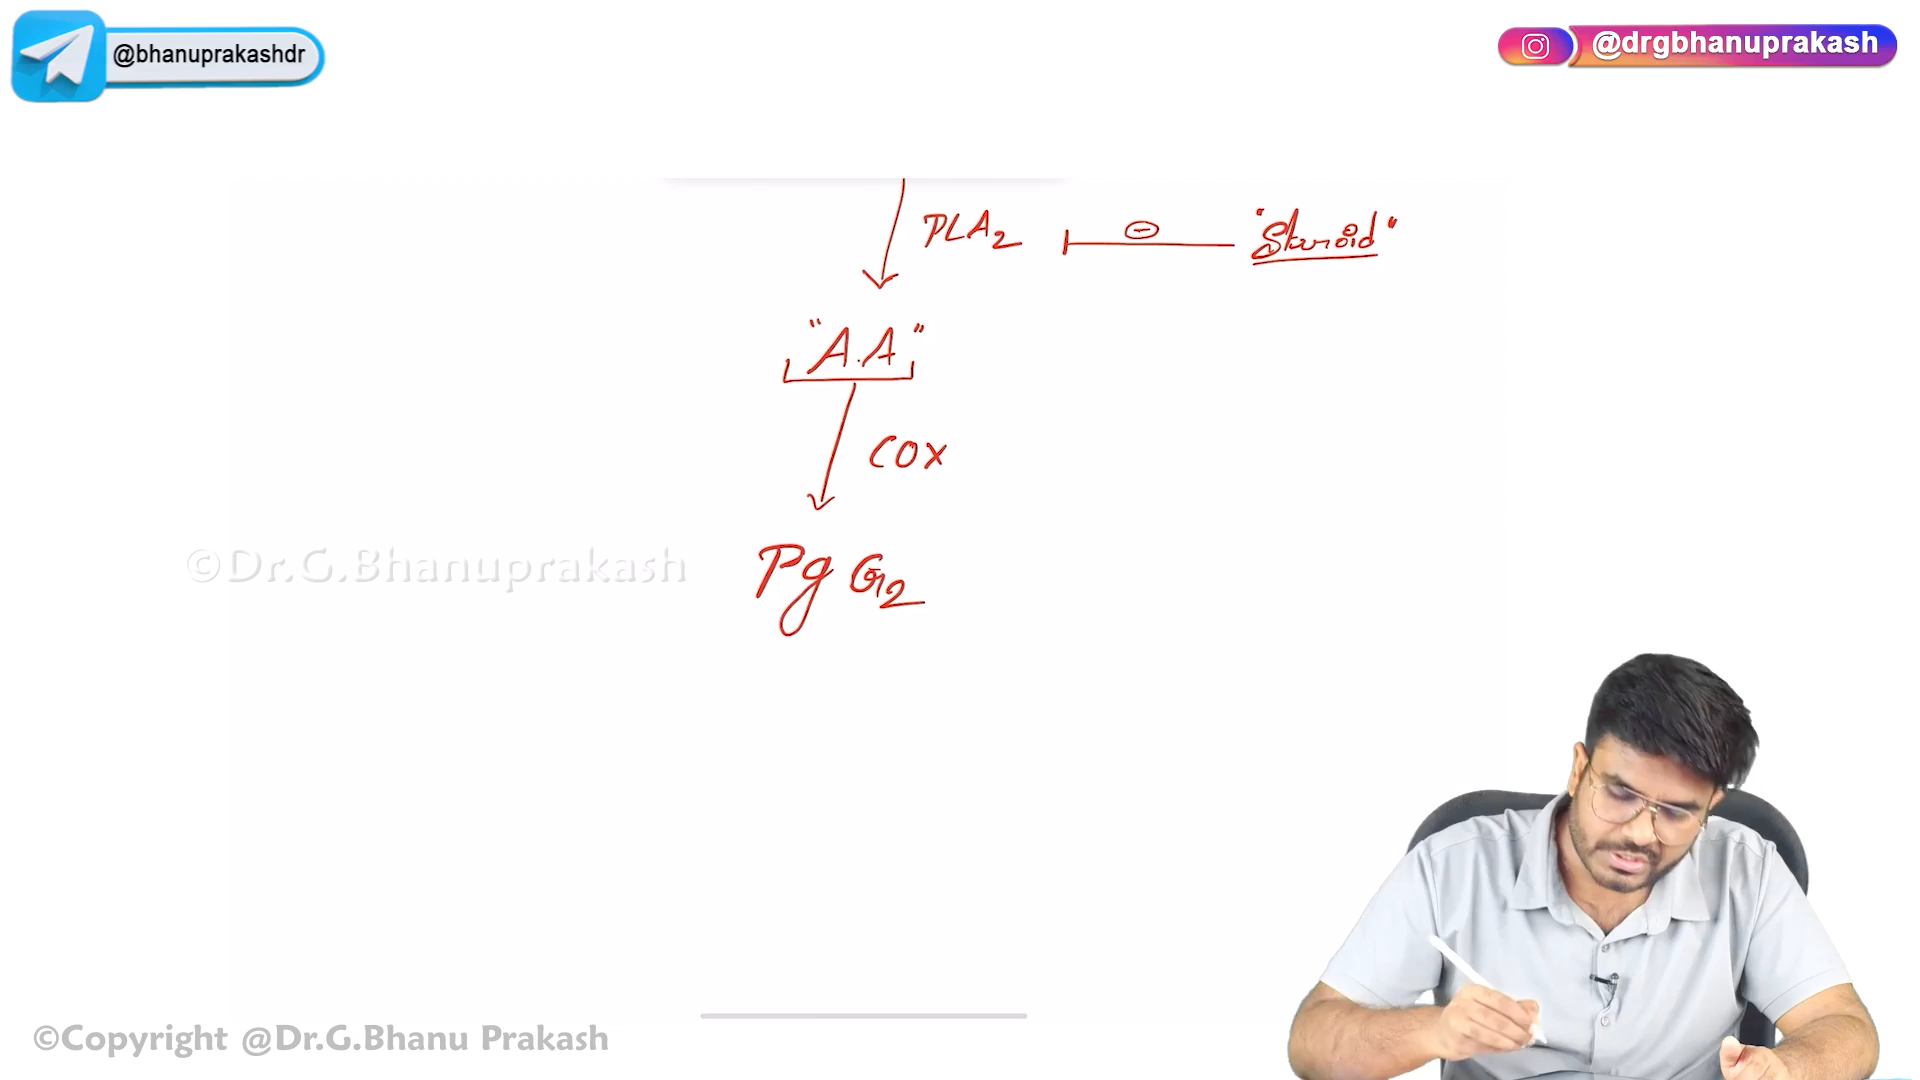 @bhanuprakashdr
@drgbhanuprakash
PLA2 ⊖ "Steroid"
"A.A"
COX
©Dr.G.Bhanuprakash
Pg G2
©Copyright @Dr.G.Bhanu Prakash